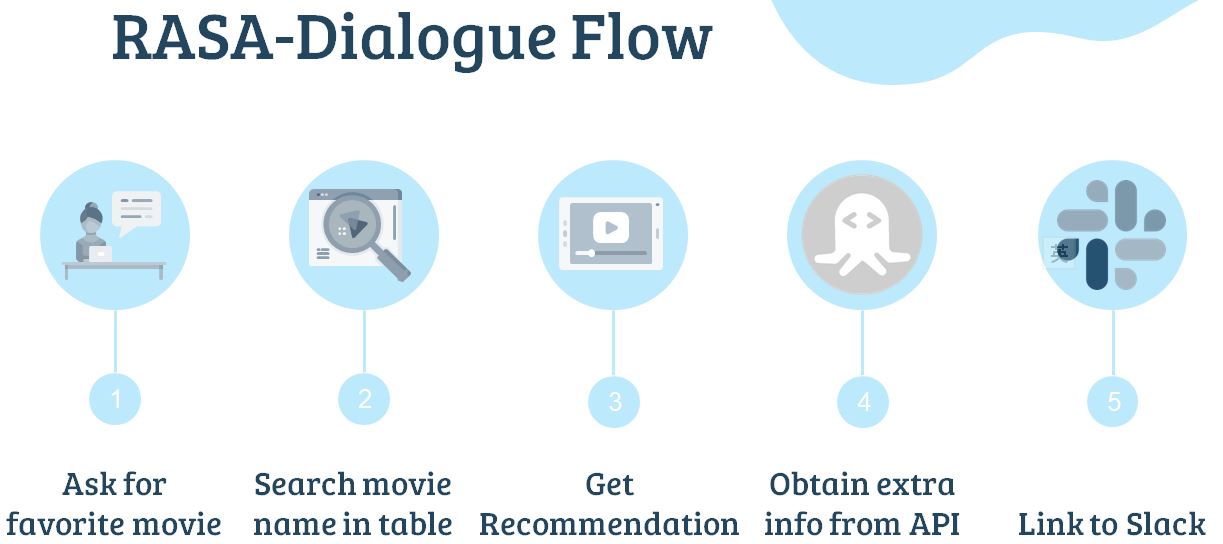 RASA-Dialogue Flow
英
1
2
3
4
5
Ask for
favorite movie
Search movie
name in table
Get
Recommendation
Obtain extra
info from API
Link to Slack